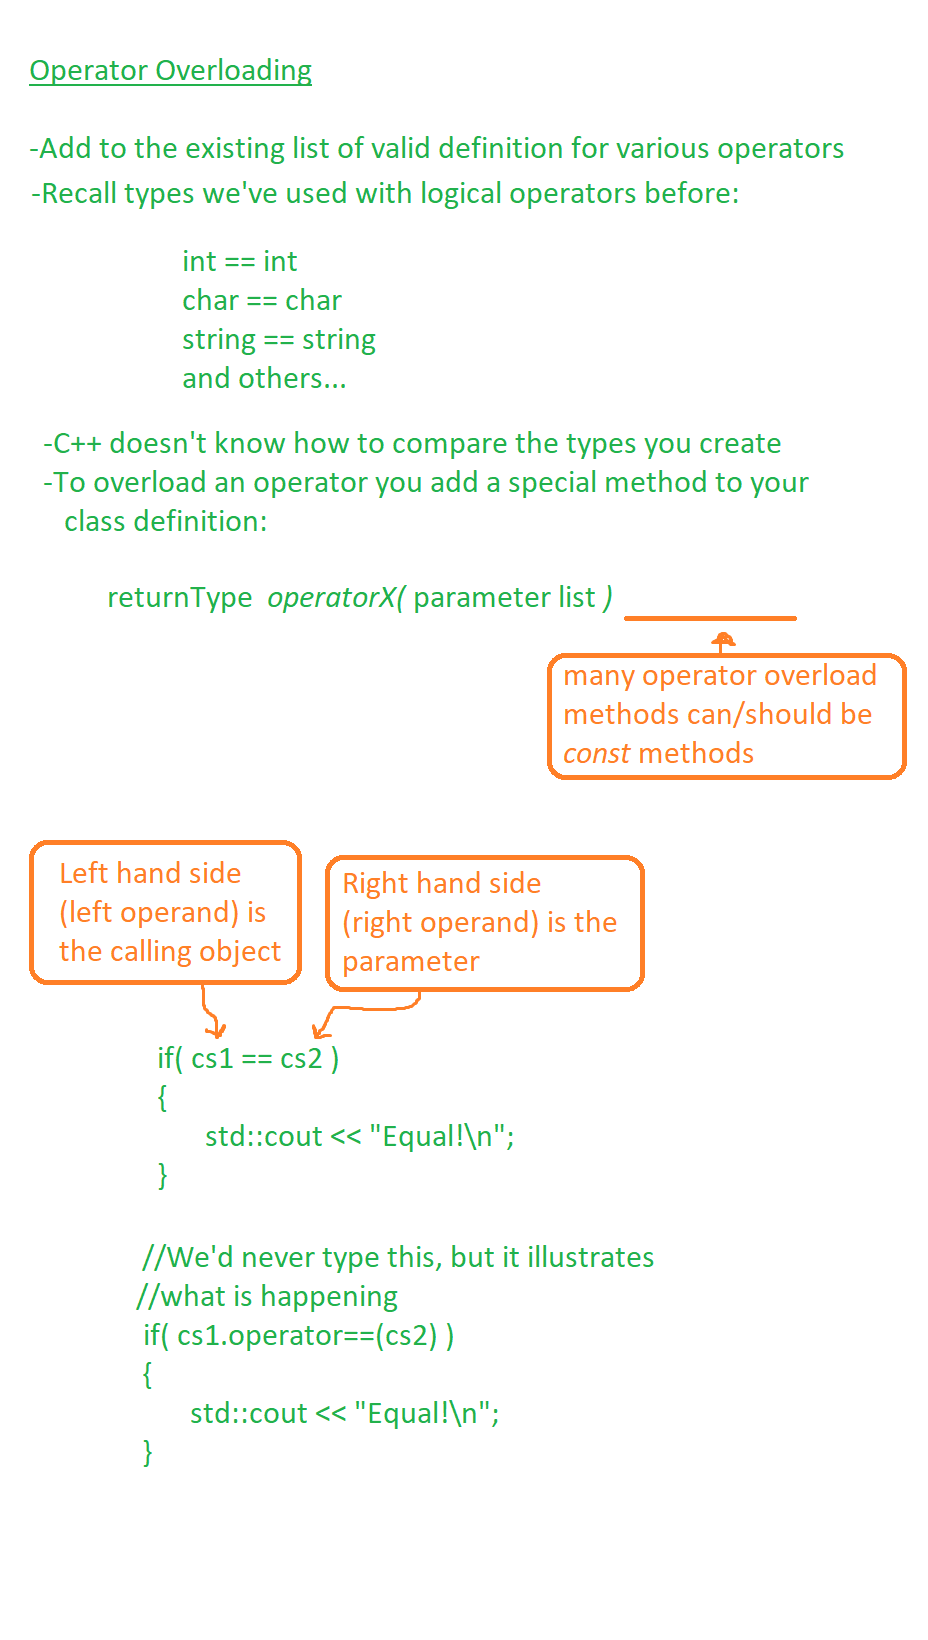 Operator Overloading
-Add to the existing list of valid definition for various operators
-Recall types we've used with logical operators before:
int == int
char == char
string == string
and others...
-C++ doesn't know how to compare the types you create
-To overload an operator you add a special method to your
class definition:
returnType operatorX( parameter list )
many operator overload
methods can/should be
const methods
Left hand side
(left operand) is
the calling object
Right hand side
(right operand) is the
parameter
if( cs1 == cs2 )
{
std::cout << "Equal!\n";
}
//We'd never type this, but it illustrates
//what is happening
if( cs1.operator==(cs2) )
{
std::cout << "Equal!\n";
}